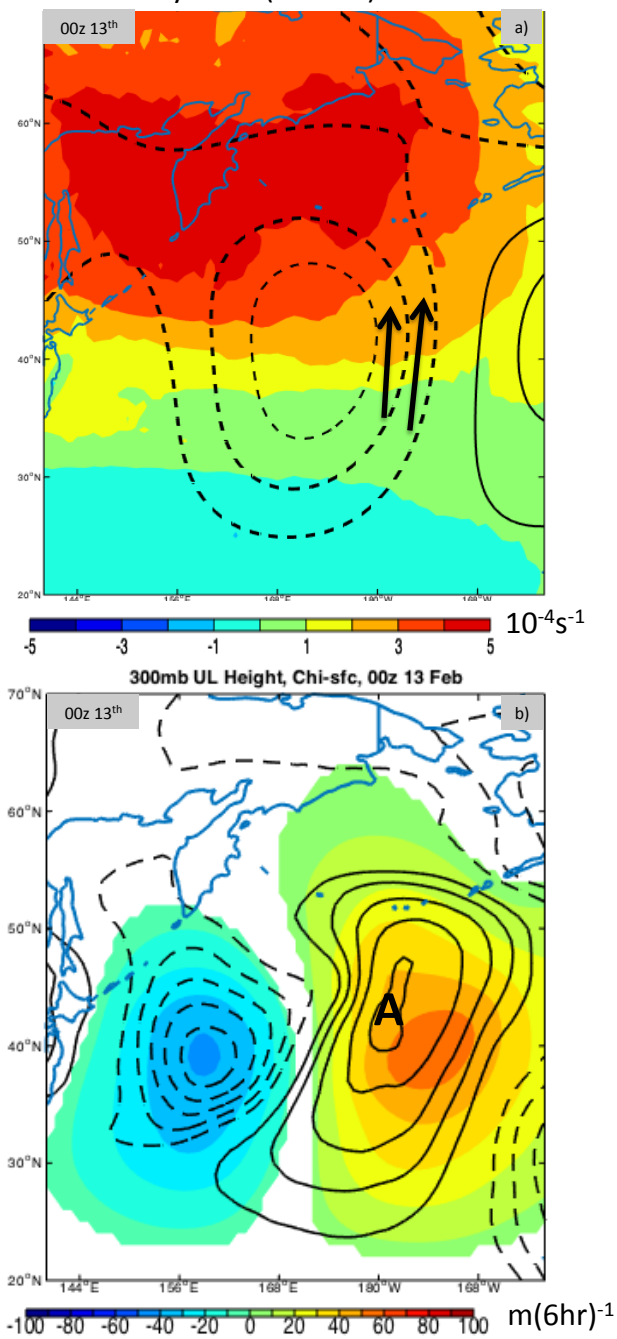 00z 13th
a)
60°N
50°N
40°N
30°N
20°N
144°E 156°E 168°E 180°W 168°W
-5 -3 -1 1 3 5
10-4s-1
300mb UL Height, Chi-sfc, 00z 13 Feb
70°N
00z 13th
b)
60°N
50°N
A
40°N
30°N
20°N
144°E 156°E 168°E 180°W 168°W
-100 -80 -60 -40 -20 0 20 40 60 80 100
m(6hr)-1